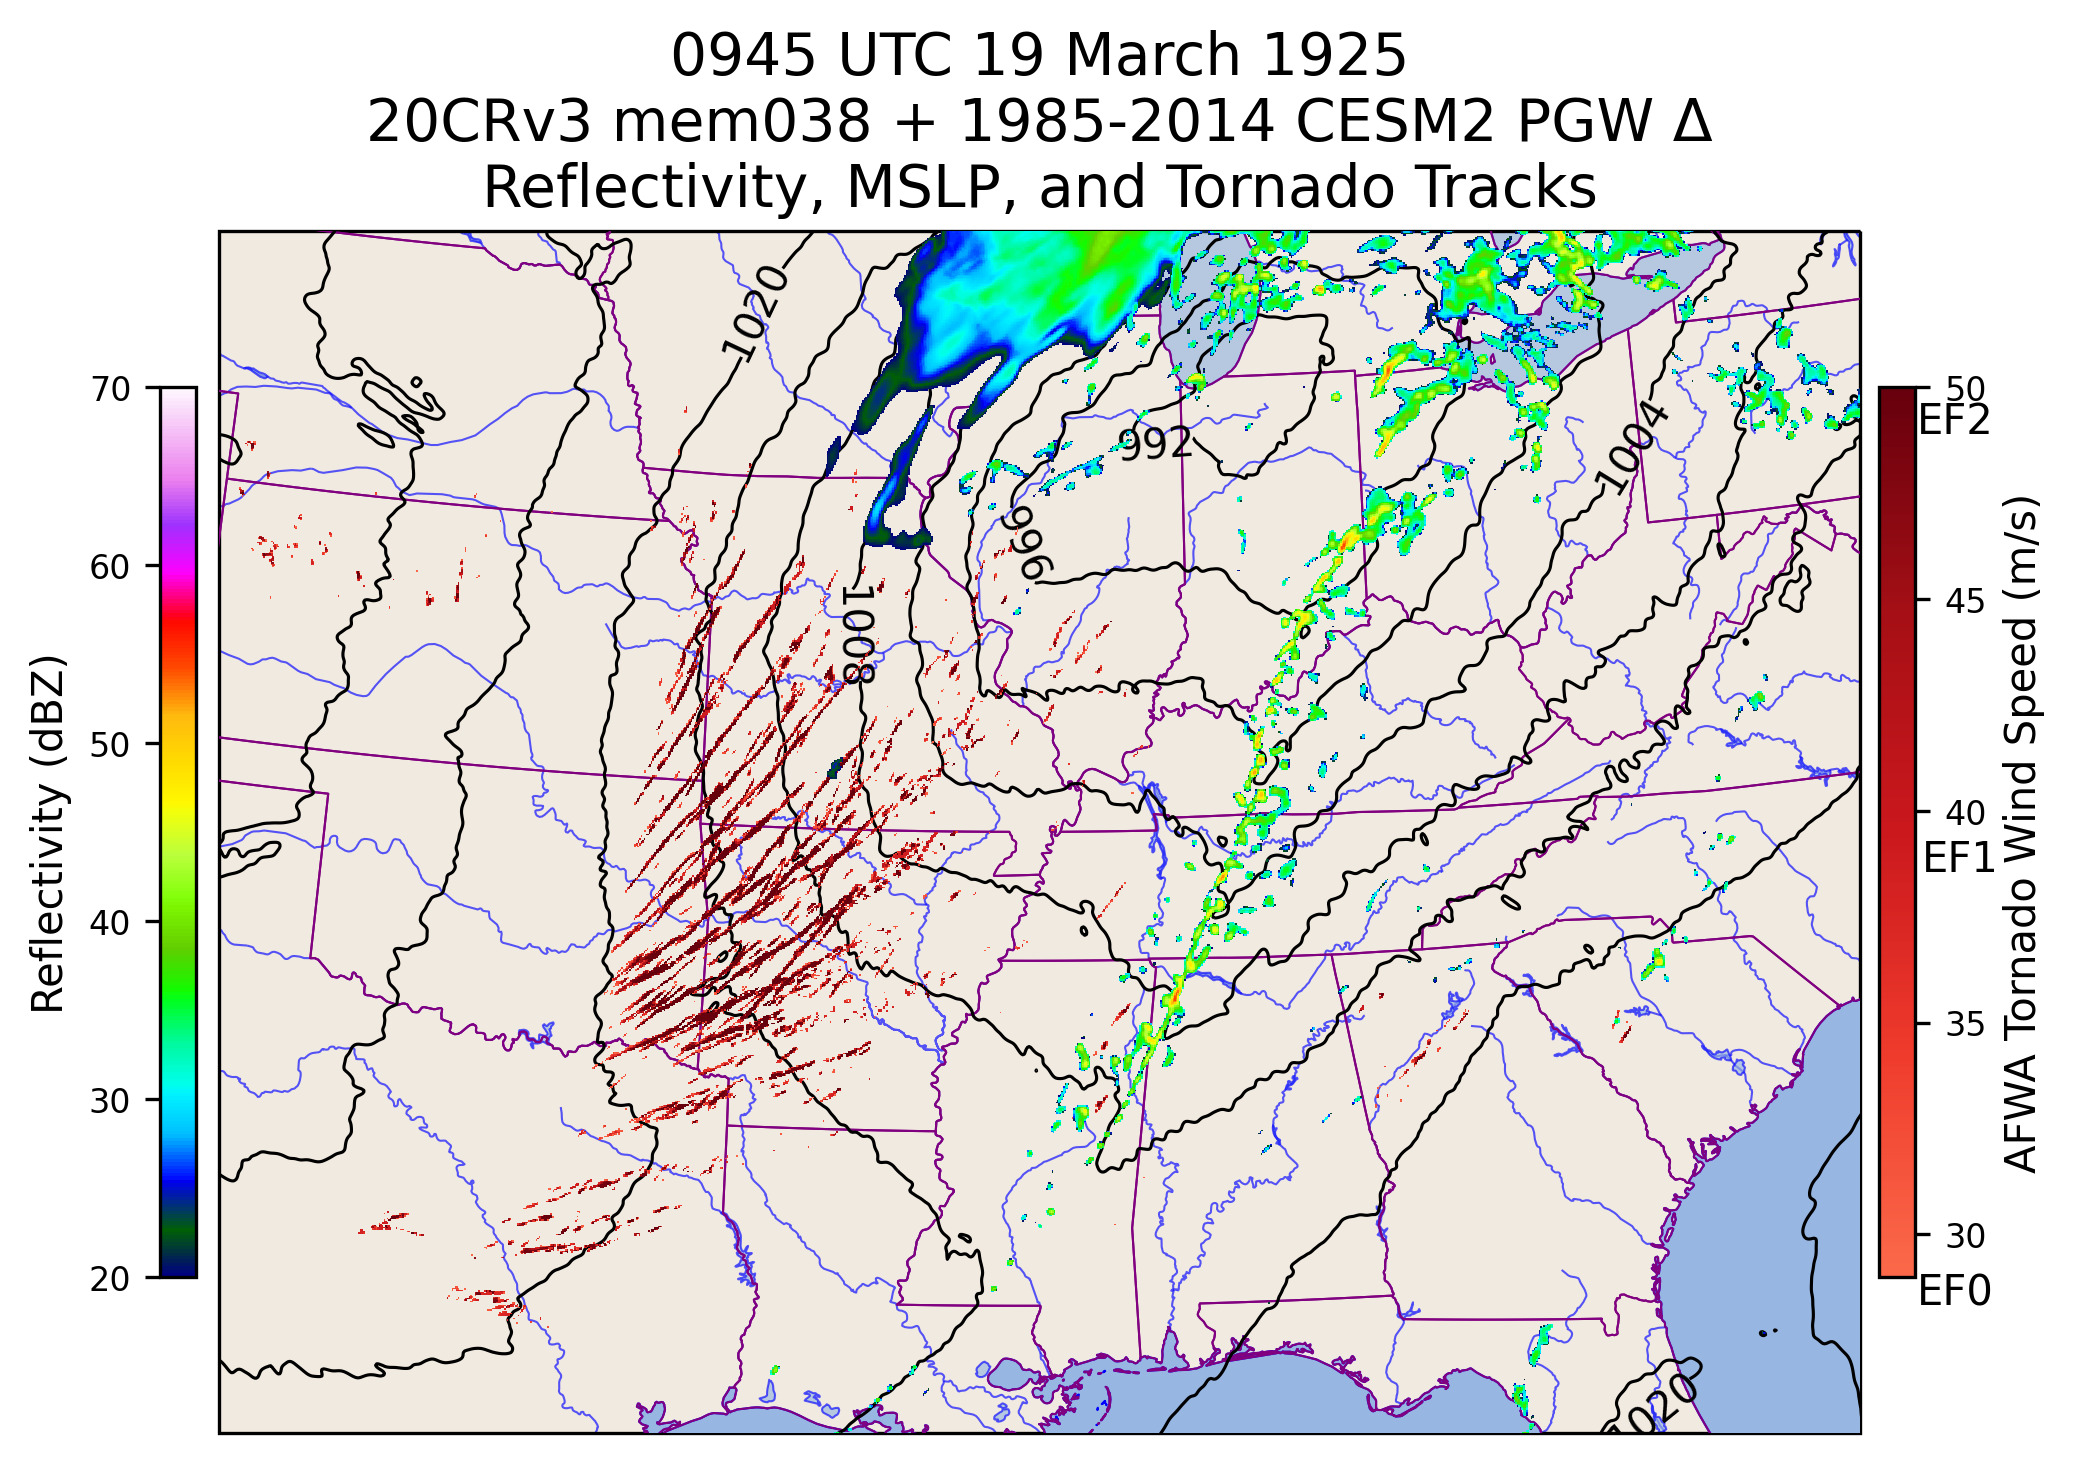 0945 UTC 19 March 1925
20CRv3 mem038 + 1985-2014 CESM2 PGW Δ
Reflectivity, MSLP, and Tornado Tracks
Reflectivity (dBZ)
70
60
50
40
30
20
1020
992
1004
996
1008
1020
50
EF2
45
40
EF1
35
30
EF0
AFWA Tornado Wind Speed (m/s)